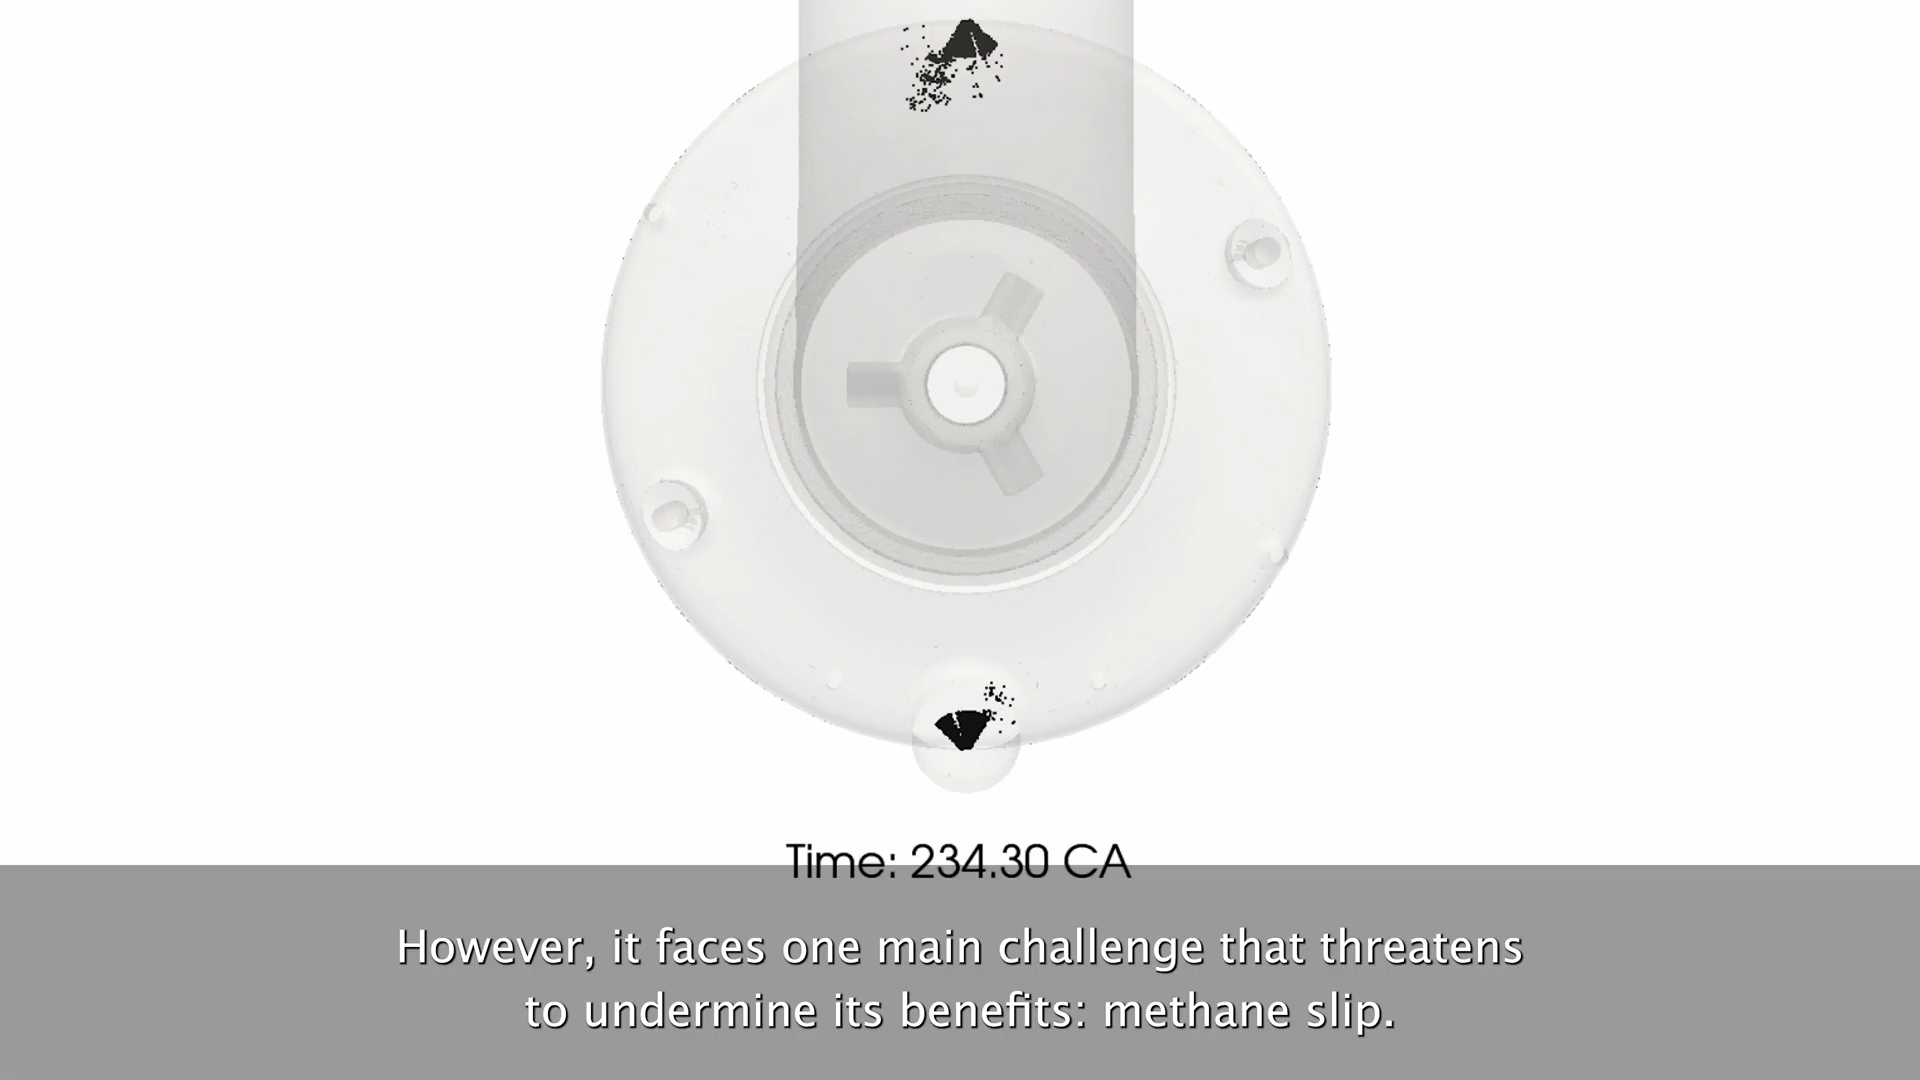 Time: 234.30 CA
However, it faces one main challenge that threatens
to undermine its benefits: methane slip.